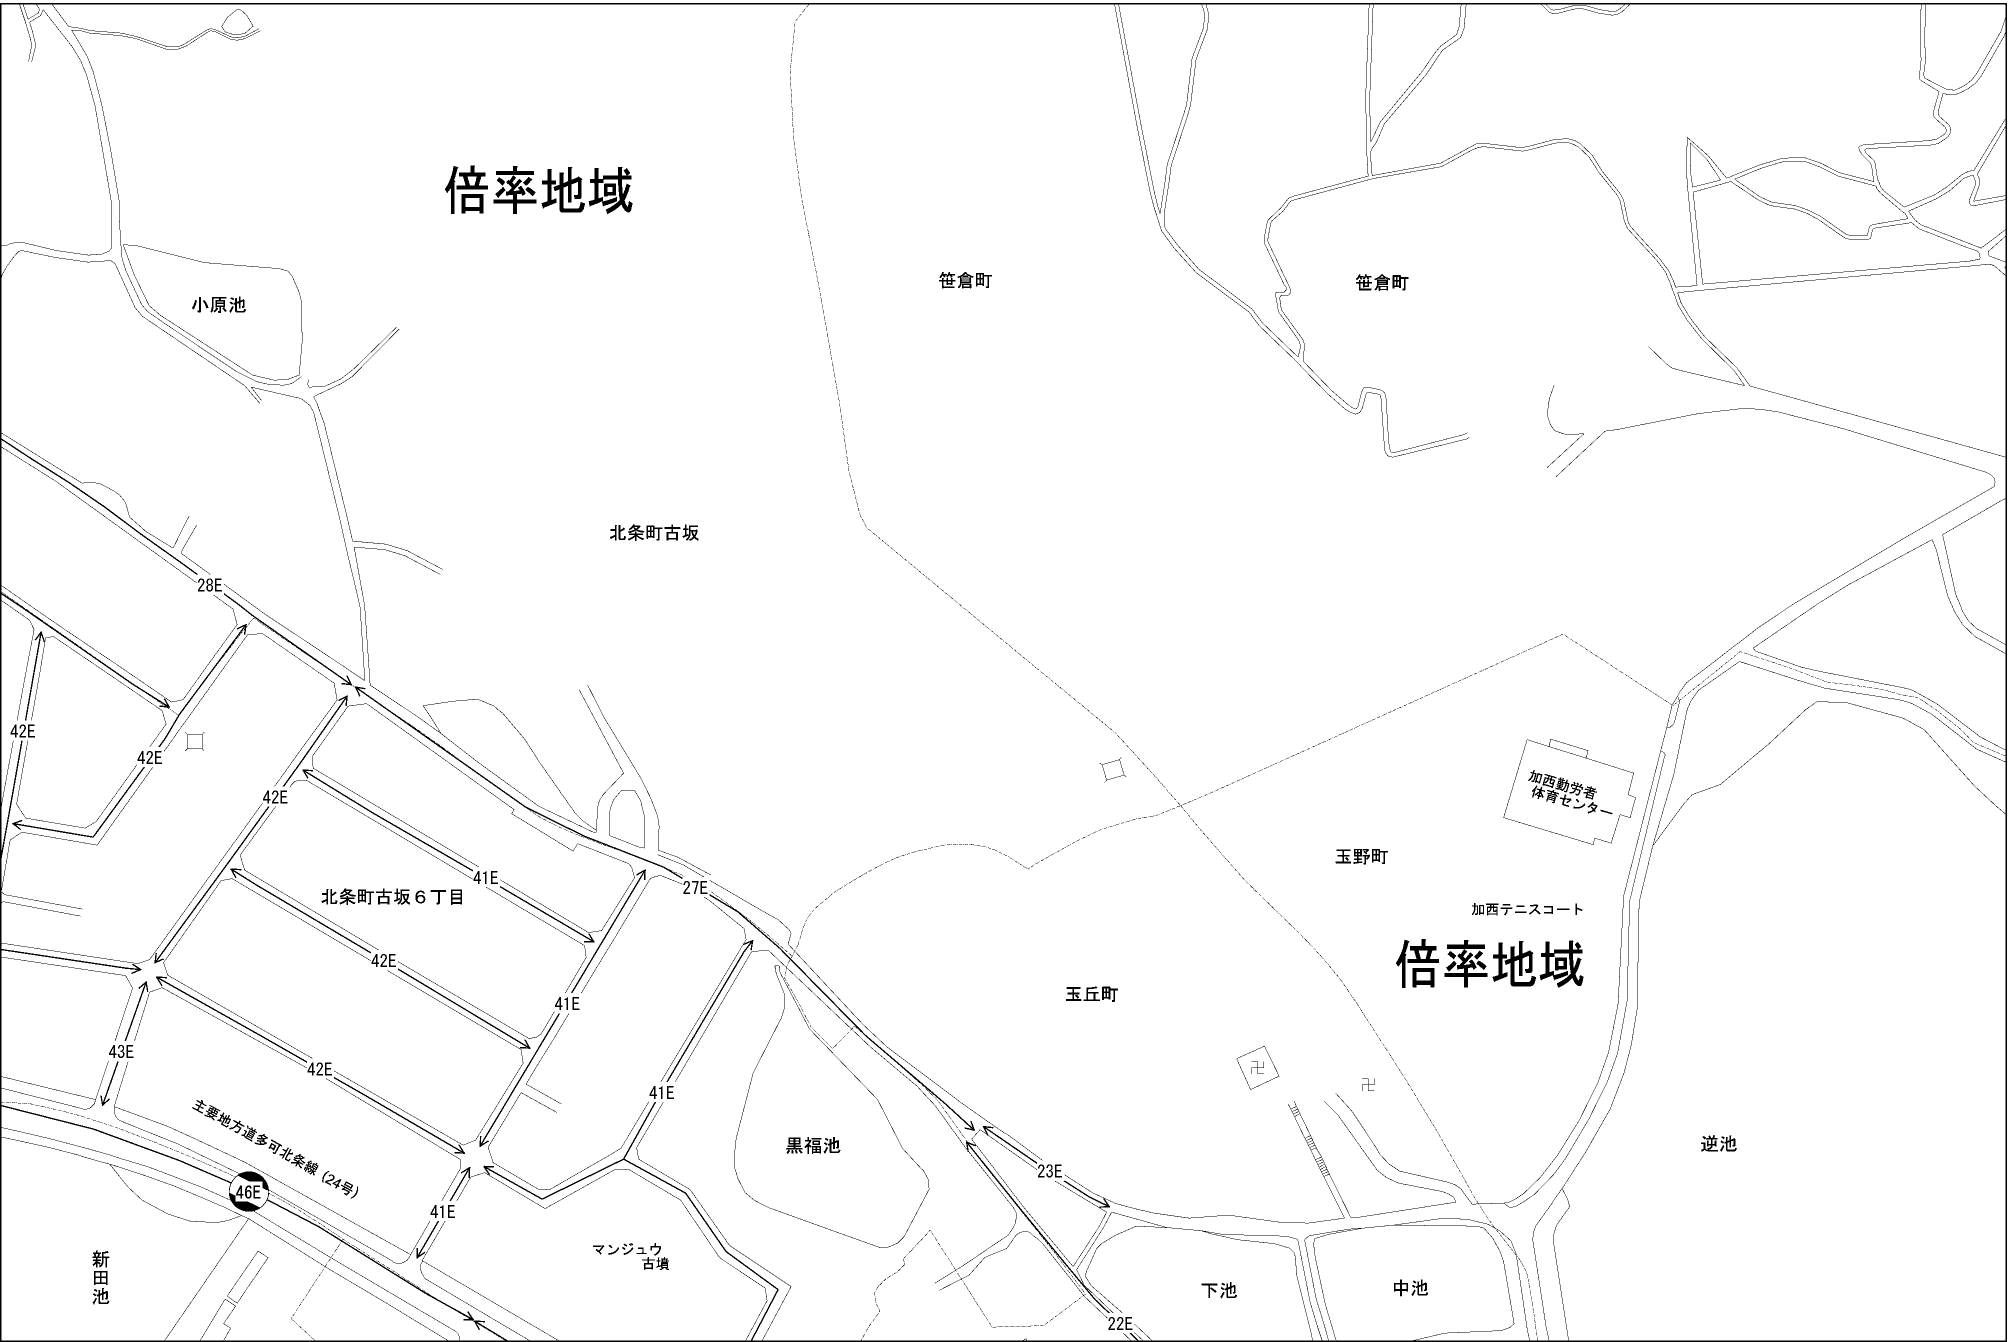 倍率地域
笹倉町
笹倉町
小原池
北条町古坂
28E
42E
42E
42E
加西勤労者
体育センター
玉野町
41E
27E
北条町古坂6丁目
加西テニスコート
倍率地域
42E
玉丘町
41E
43E
42E
41E
主要地方道多可北条線(24号)
黒福池
逆池
23E
46E
41E
マンジュウ
古墳
新田池
下池
中池
22E